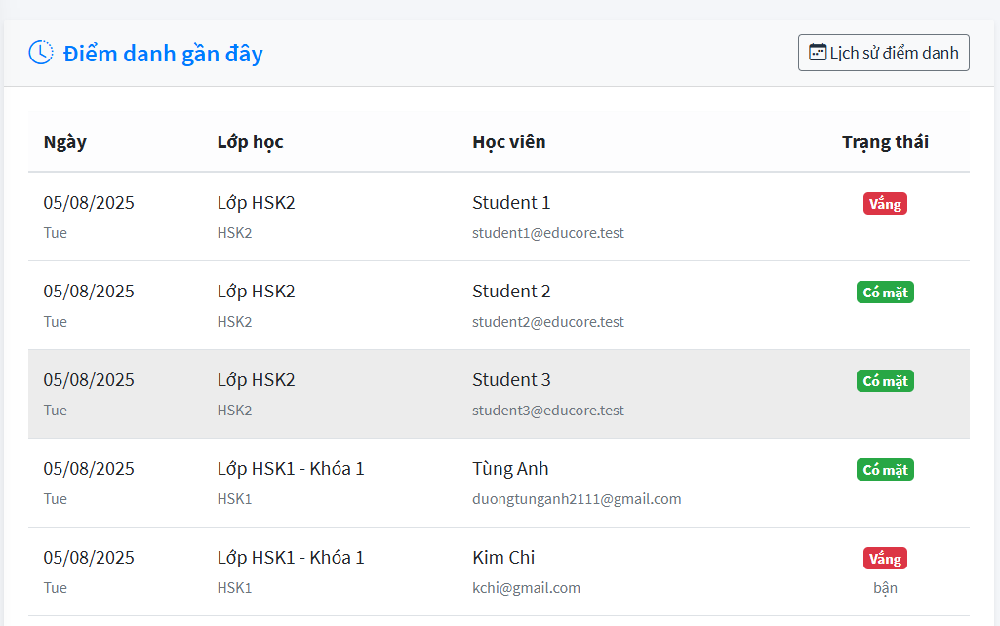 Điểm danh gần đây
Lịch sử điểm danh
Ngày Lớp học Học viên Trạng thái
05/08/2025 Lớp HSK2 Student 1 Vắng
Tue HSK2 student1@educore.test
05/08/2025 Lớp HSK2 Student 2 Có mặt
Tue HSK2 student2@educore.test
05/08/2025 Lớp HSK2 Student 3 Có mặt
Tue HSK2 student3@educore.test
05/08/2025 Lớp HSK1 - Khóa 1 Tùng Anh Có mặt
Tue HSK1 duongtunganh2111@gmail.com
05/08/2025 Lớp HSK1 - Khóa 1 Kim Chi Vắng
Tue HSK1 kchi@gmail.com bận